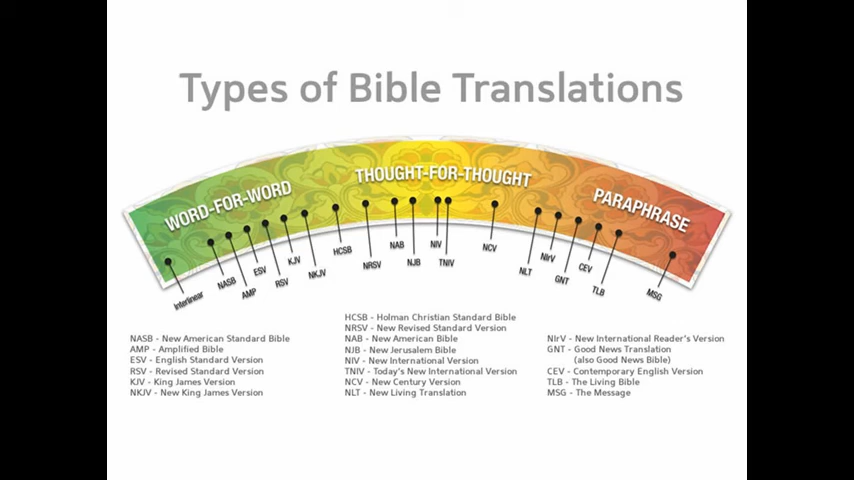 Types of Bible Translations
WORD-FOR-WORD
THOUGHT-FOR-THOUGHT
PARAPHRASE
Interlinear
NASB
AMP
ESV
RSV
KJV
NKJV
HCSB
NRSV
NAB
NJB
NIV
TNIV
NCV
NLT
NIrV
GNT
CEV
TLB
MSG
NASB - New American Standard Bible
AMP - Amplified Bible
ESV - English Standard Version
RSV - Revised Standard Version
KJV - King James Version
NKJV - New King James Version
HCSB - Holman Christian Standard Bible
NRSV - New Revised Standard Version
NAB - New American Bible
NJB - New Jerusalem Bible
NIV - New International Version
TNIV - Today's New International Version
NCV - New Century Version
NLT - New Living Translation
NIrV - New International Reader's Version
GNT - Good News Translation
(also Good News Bible)
CEV - Contemporary English Version
TLB - The Living Bible
MSG - The Message